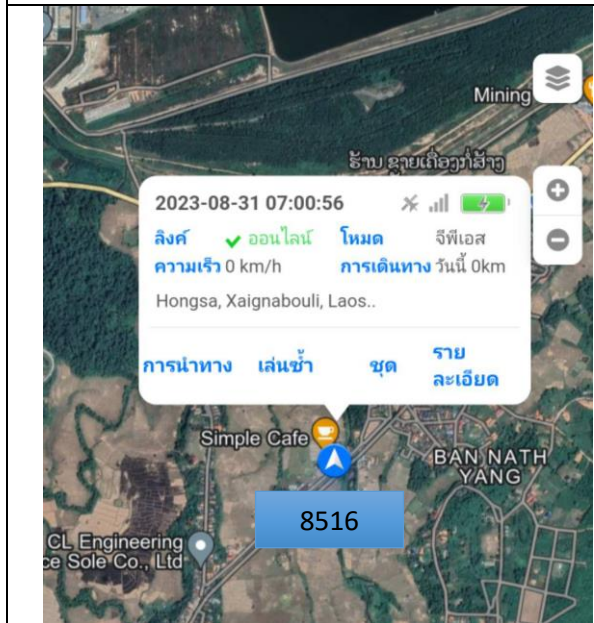 Mining
ຮ້ານ ຂາຍເຄື່ອງກໍ່ສ້າງ
2023-08-31 07:00:56
ลิงค์ ออนไลน์ โหมด จีพีเอส
ความเร็ว 0 km/h การเดินทาง วันนี้ 0km
Hongsa, Xaignabouli, Laos..
การนำทาง เล่นซ้ำ ชุด ราย
ละเอียด
Simple Cafe
BAN NATH
YANG
8516
CL Engineering
ce Sole Co., Ltd